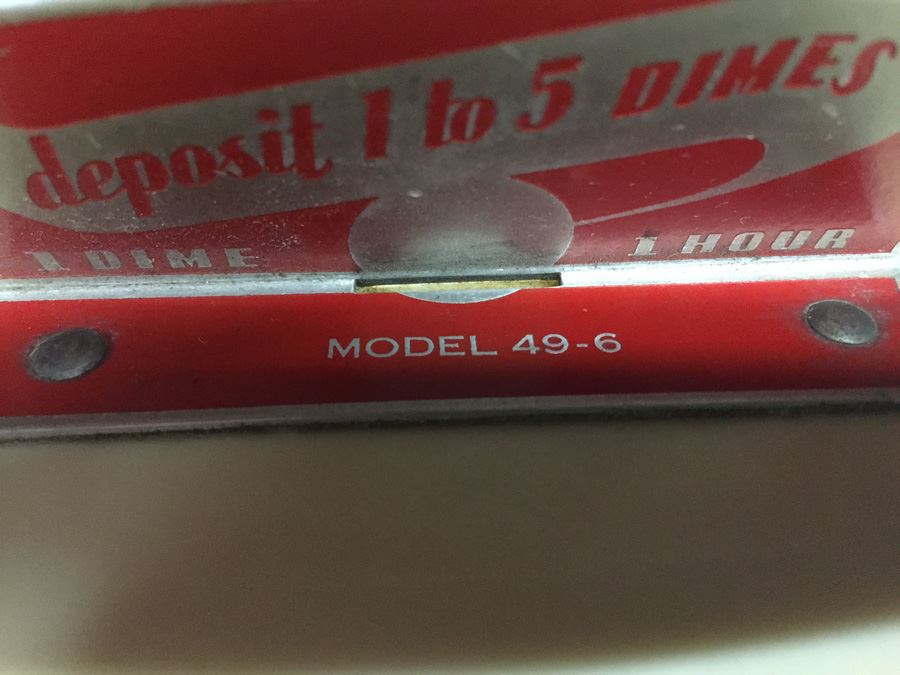 deposit 1 to 5 DIMES
1 DIME 1 HOUR
MODEL 49-6